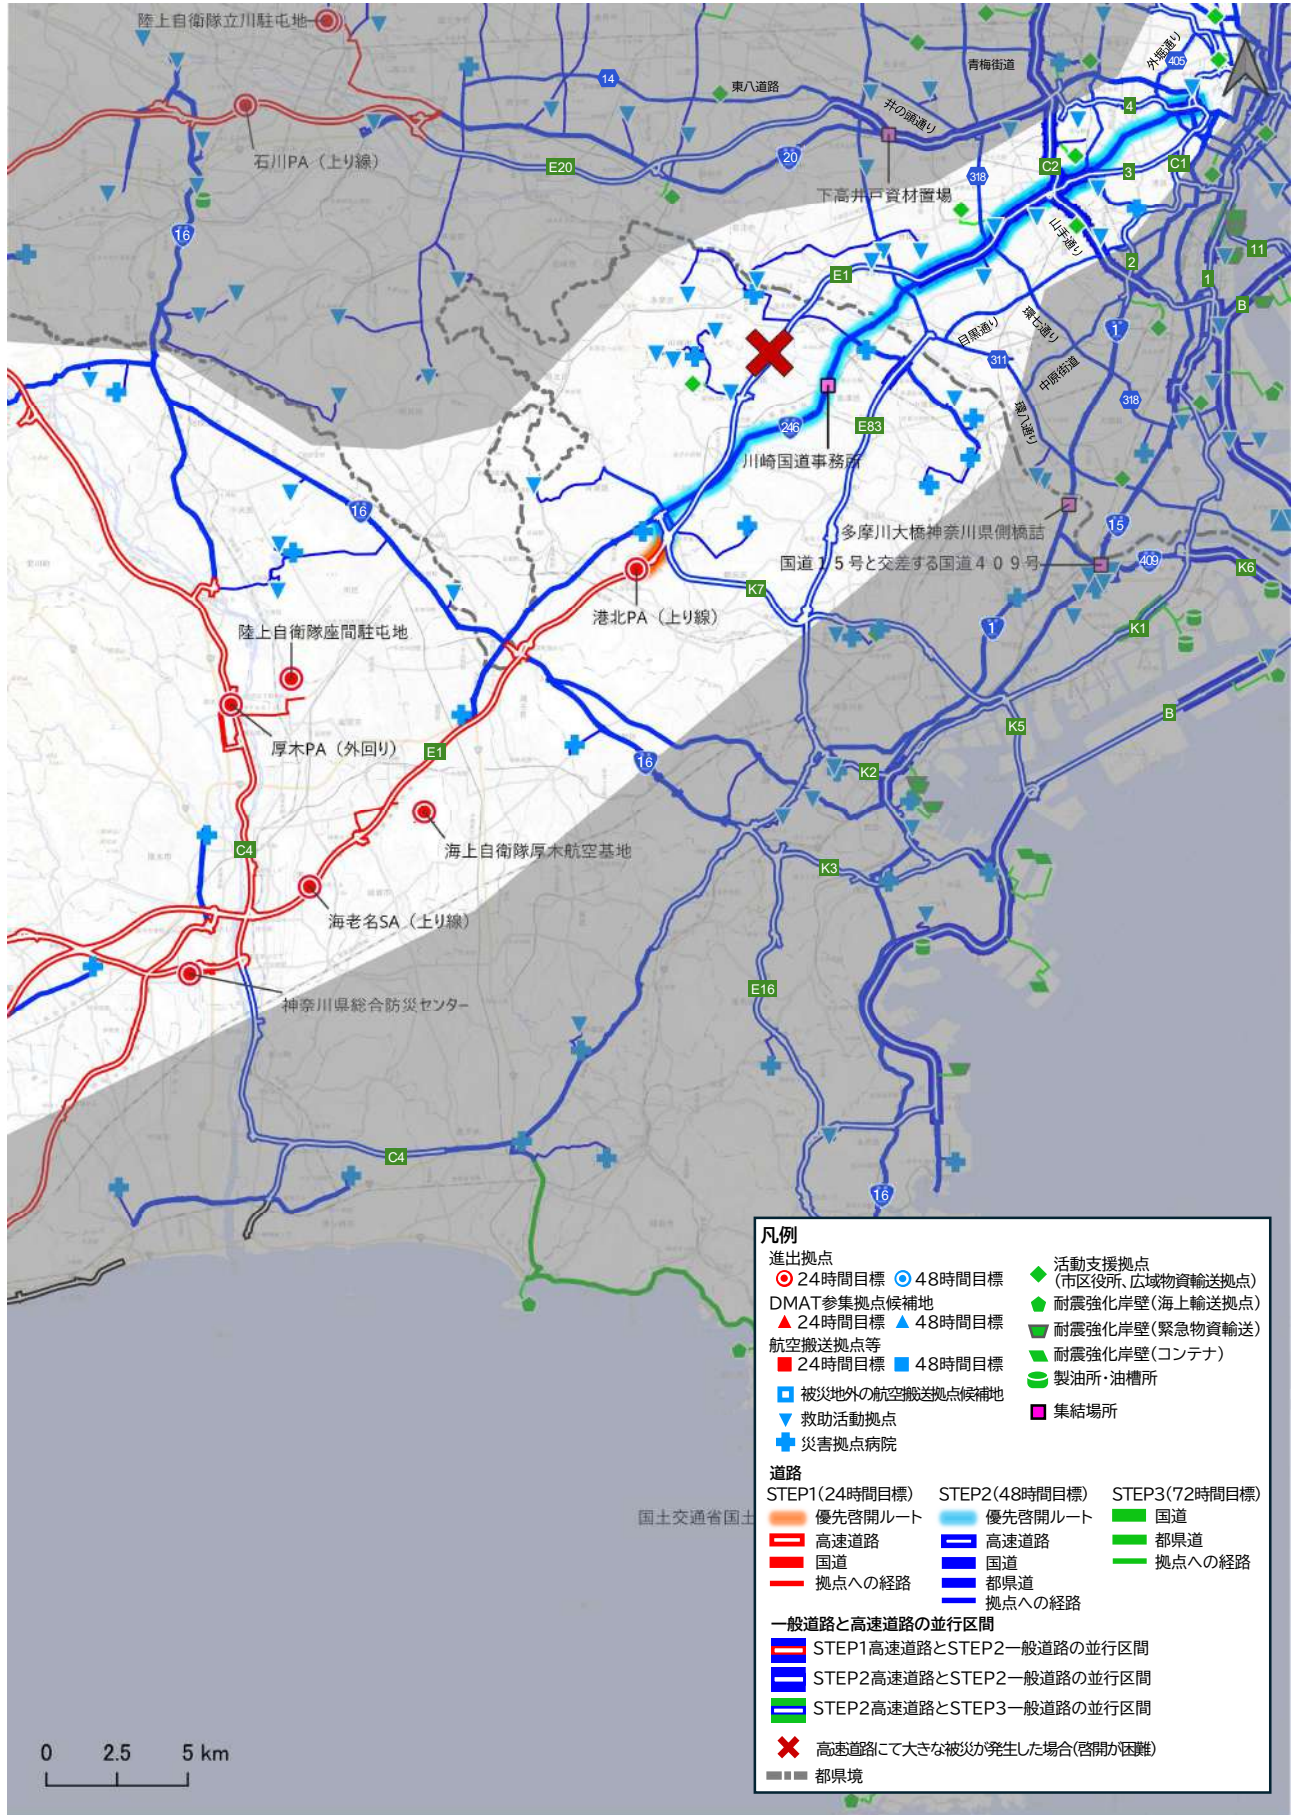 陸上自衛隊立川駐屯地
外堀通り
405
青梅街道
14
東八道路
井の頭通り
4
石川PA（上り線）
E20
20
C2
3
C1
318
下高井戸資材置場
山手通り
16
2
11
E1
1
B
目黒通り
環七通り
1
311
中原街道
318
246
E83
環八通り
川崎国道事務所
16
15
多摩川大橋神奈川県側橋詰
国道１５号と交差する国道４０９号
409
K6
K7
港北PA（上り線）
陸上自衛隊座間駐屯地
1
K1
厚木PA（外回り）
E1
B
K5
16
K2
C4
海上自衛隊厚木航空基地
K3
海老名SA（上り線）
E16
神奈川県総合防災センター
C4
16
国土交通省国土
0 2.5 5 km
凡例
進出拠点
24時間目標 48時間目標
DMAT参集拠点候補地
24時間目標 48時間目標
航空搬送拠点等
24時間目標 48時間目標
被災地外の航空搬送拠点候補地
救助活動拠点
災害拠点病院
活動支援拠点
（市区役所、広域物資輸送拠点）
耐震強化岸壁（海上輸送拠点）
耐震強化岸壁（緊急物資輸送）
耐震強化岸壁（コンテナ）
製油所・油槽所
集結場所
道路
STEP1（24時間目標） STEP2（48時間目標） STEP3（72時間目標）
優先啓開ルート 優先啓開ルート 国道
高速道路 高速道路 都県道
国道 国道 拠点への経路
拠点への経路 都県道
拠点への経路
一般道路と高速道路の並行区間
STEP1高速道路とSTEP2一般道路の並行区間
STEP2高速道路とSTEP2一般道路の並行区間
STEP2高速道路とSTEP3一般道路の並行区間
高速道路にて大きな被災が発生した場合（啓開が困難）
都県境